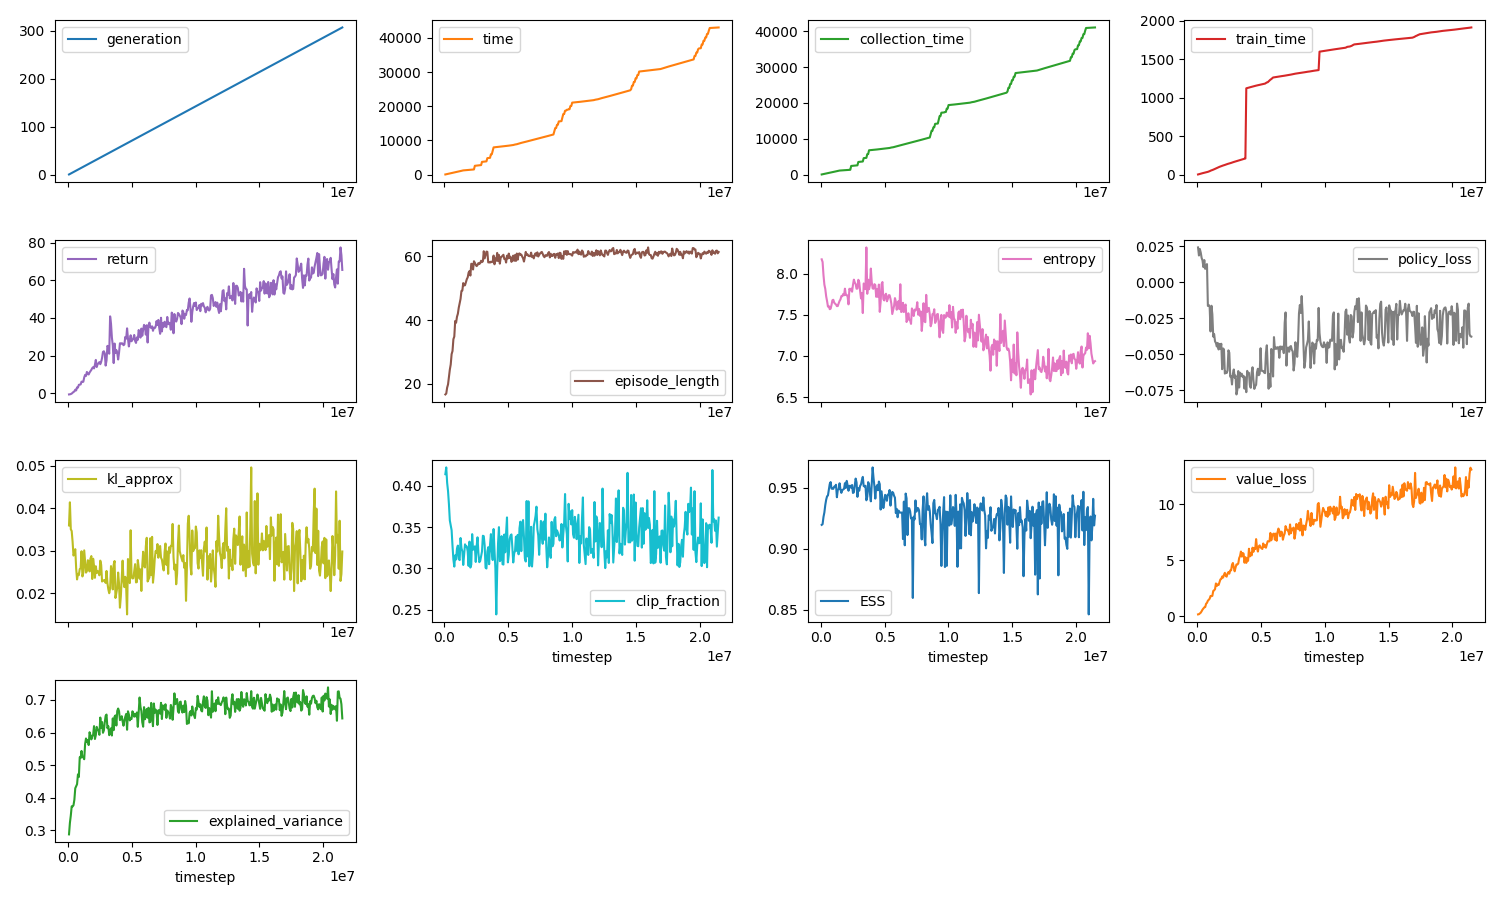 generation
300
200
100
0
1e7
time
40000
30000
20000
10000
0
1e7
collection_time
40000
30000
20000
10000
0
1e7
train_time
2000
1500
1000
500
0
1e7
return
80
60
40
20
0
1e7
episode_length
60
40
20
1e7
entropy
8.0
7.5
7.0
6.5
1e7
policy_loss
0.025
0.000
−0.025
−0.050
−0.075
1e7
kl_approx
0.05
0.04
0.03
0.02
1e7
clip_fraction
0.40
0.35
0.30
0.25
0.0 0.5 1.0 1.5 2.0
timestep 1e7
ESS
0.95
0.90
0.85
0.0 0.5 1.0 1.5 2.0
timestep 1e7
value_loss
10
5
0
0.0 0.5 1.0 1.5 2.0
timestep 1e7
explained_variance
0.7
0.6
0.5
0.4
0.3
0.0 0.5 1.0 1.5 2.0
timestep 1e7